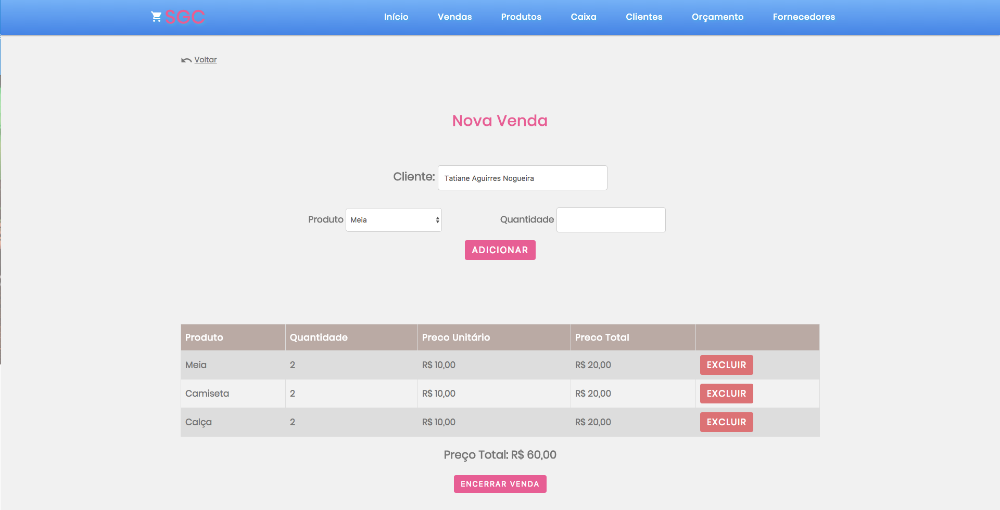 SGC Início Vendas Produtos Caixa Clientes Orçamento Fornecedores
Voltar
Nova Venda
Cliente: Tatiane Aguirres Nogueira
Produto Meia Quantidade
ADICIONAR
Produto Quantidade Preco Unitário Preco Total
Meia 2 R$ 10,00 R$ 20,00 EXCLUIR
Camiseta 2 R$ 10,00 R$ 20,00 EXCLUIR
Calça 2 R$ 10,00 R$ 20,00 EXCLUIR
Preço Total: R$ 60,00
ENCERRAR VENDA